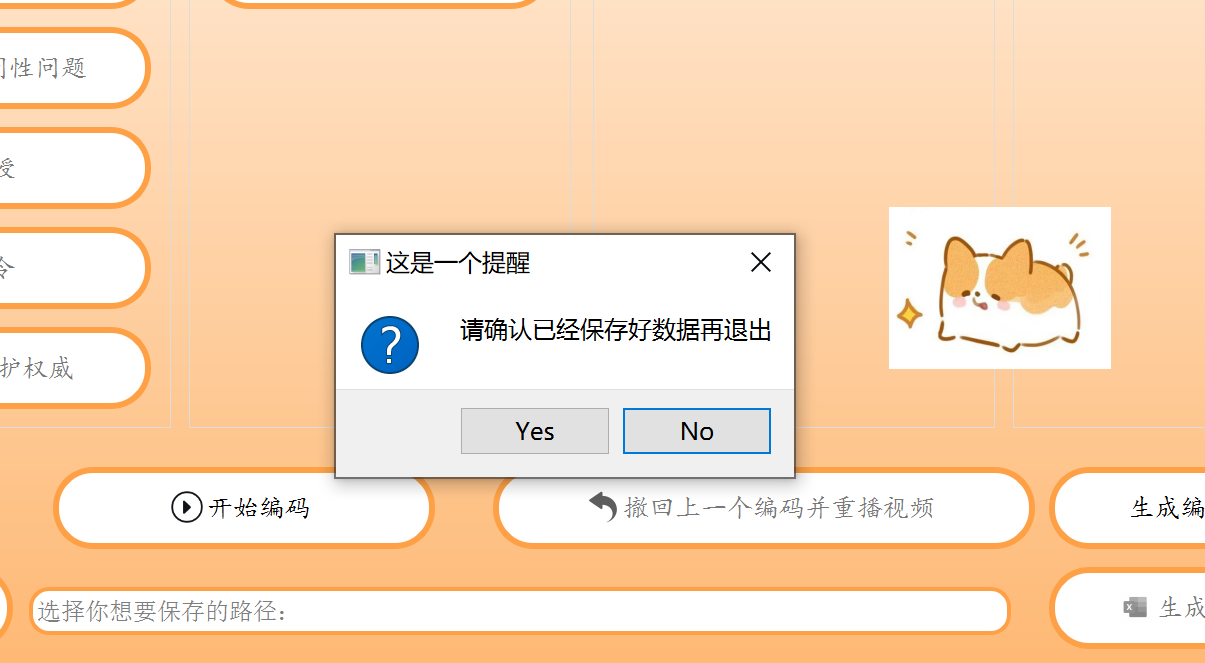 性问题
授
令
护权威
这是一个提醒
请确认已经保存好数据再退出
Yes
No
开始编码
撤回上一个编码并重播视频
生成编
选择你想要保存的路径：
生成